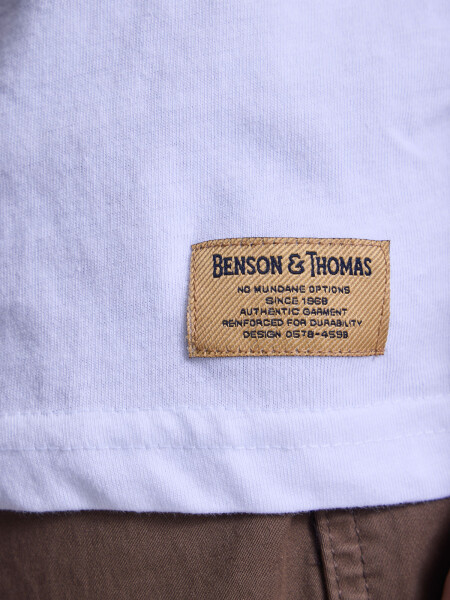 BENSON & THOMAS
NO MUNDANE OPTIONS
SINCE 1968
AUTHENTIC GARMENT
REINFORCED FOR DURABILITY
DESIGN 0578-4598